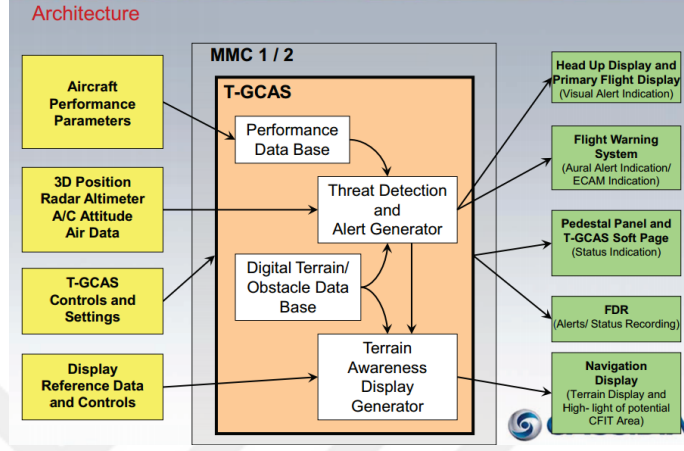 Architecture
MMC 1 / 2
T-GCAS
Aircraft
Performance
Parameters
3D Position
Radar Altimeter
A/C Attitude
Air Data
T-GCAS
Controls and
Settings
Display
Reference Data
and Controls
Performance
Data Base
Threat Detection
and
Alert Generator
Digital Terrain/
Obstacle Data
Base
Terrain
Awareness
Display
Generator
Head Up Display and
Primary Flight Display
(Visual Alert Indication)
Flight Warning
System
(Aural Alert Indication/
ECAM Indication)
Pedestal Panel and
T-GCAS Soft Page
(Status Indication)
FDR
(Alerts/ Status Recording)
Navigation
Display
(Terrain Display and
High- light of potential
CFIT Area)